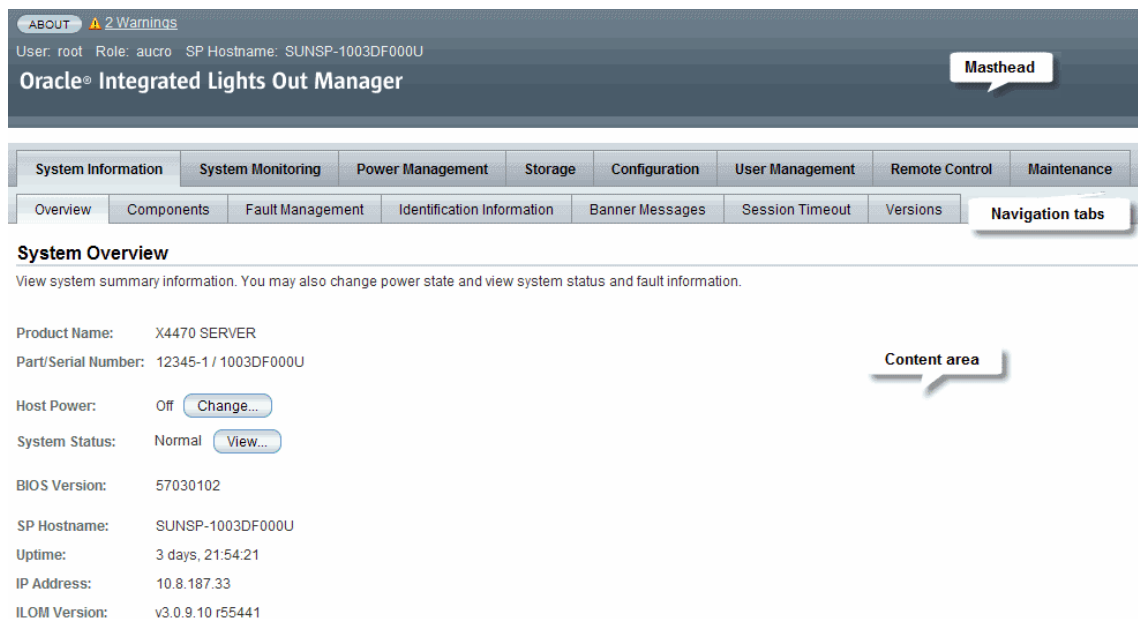 ABOUT 2 Warnings
User: root Role: aucro SP Hostname: SUNSP-1003DF000U
Oracle® Integrated Lights Out Manager
Masthead
System Information System Monitoring Power Management Storage Configuration User Management Remote Control Maintenance
Overview Components Fault Management Identification Information Banner Messages Session Timeout Versions
Navigation tabs
System Overview
View system summary information. You may also change power state and view system status and fault information.
Product Name: X4470 SERVER
Part/Serial Number: 12345-1 / 1003DF000U
Content area
Host Power: Off Change...
System Status: Normal View...
BIOS Version: 57030102
SP Hostname: SUNSP-1003DF000U
Uptime: 3 days, 21:54:21
IP Address: 10.8.187.33
ILOM Version: v3.0.9.10 r55441